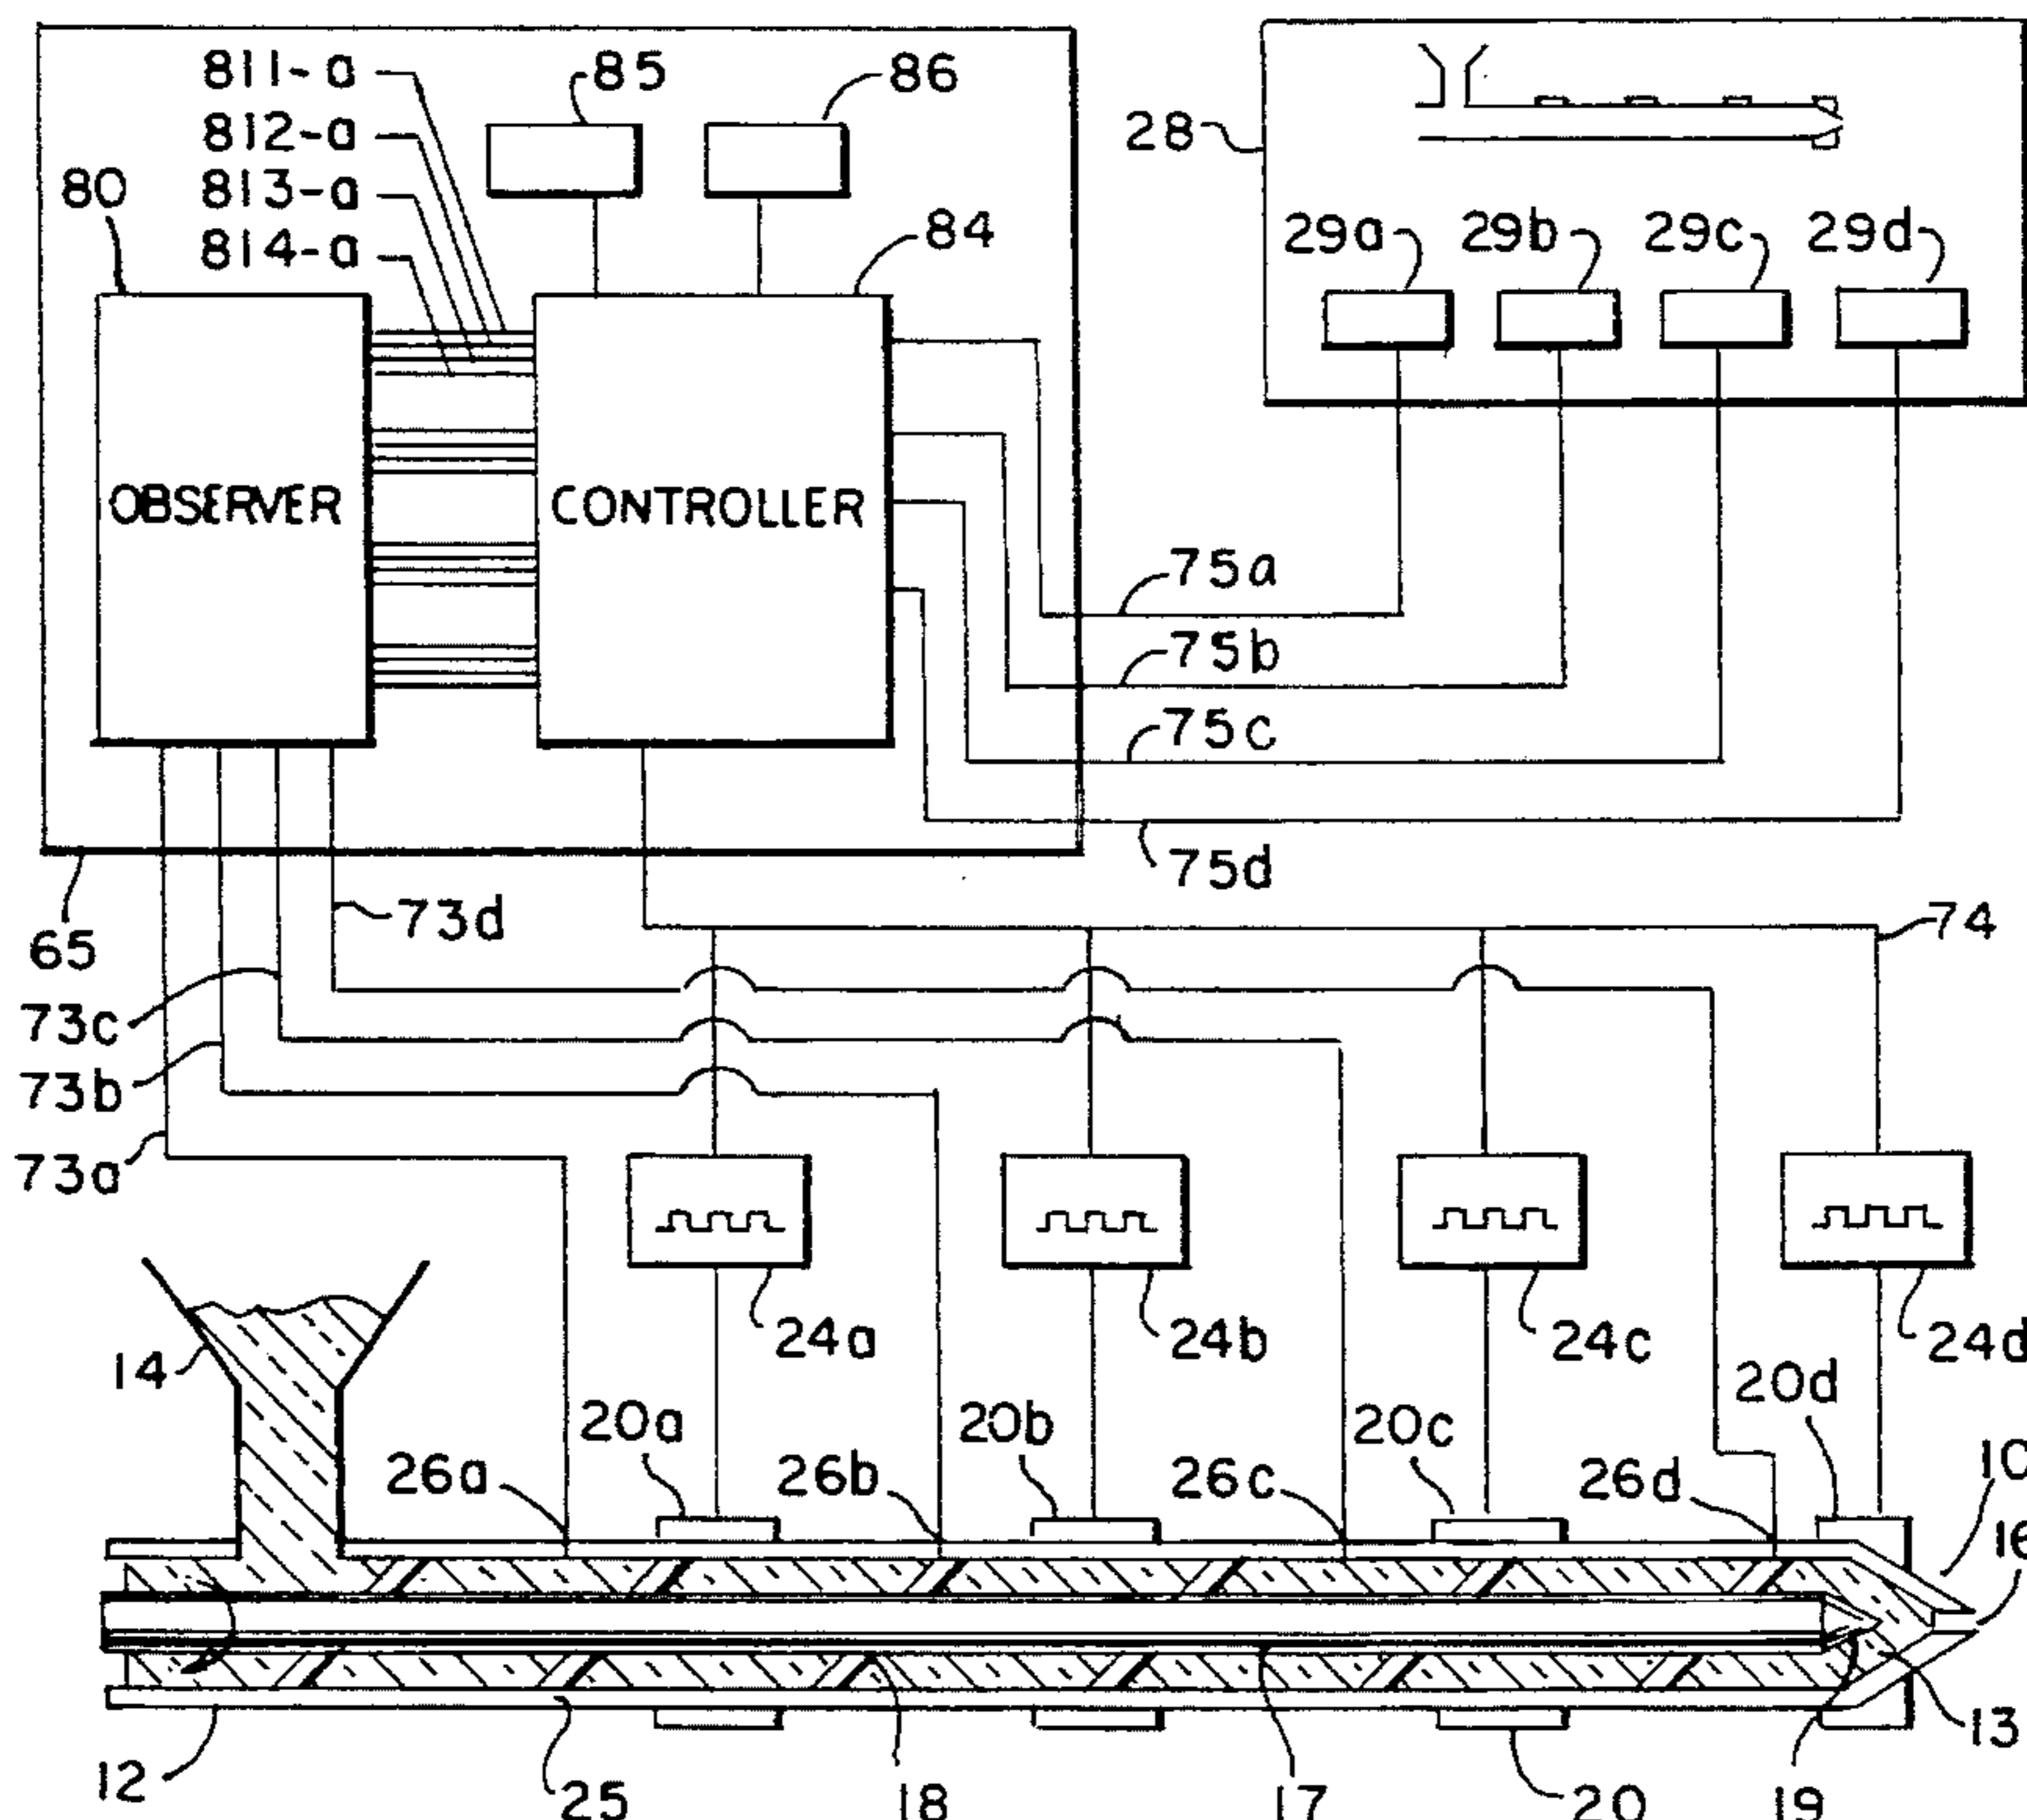 811-a
85
86
812-a
28
80
813-a
29a
29b
29c
29d
814-a
84
OBSERVER
CONTROLLER
75a
75b
75c
75d
73d
74
65
73c
73b
73a
14
24a
24b
24c
24d
20a
20b
20c
20d
26a
26b
26c
26d
10
16
12
25
18
17
20
19
13